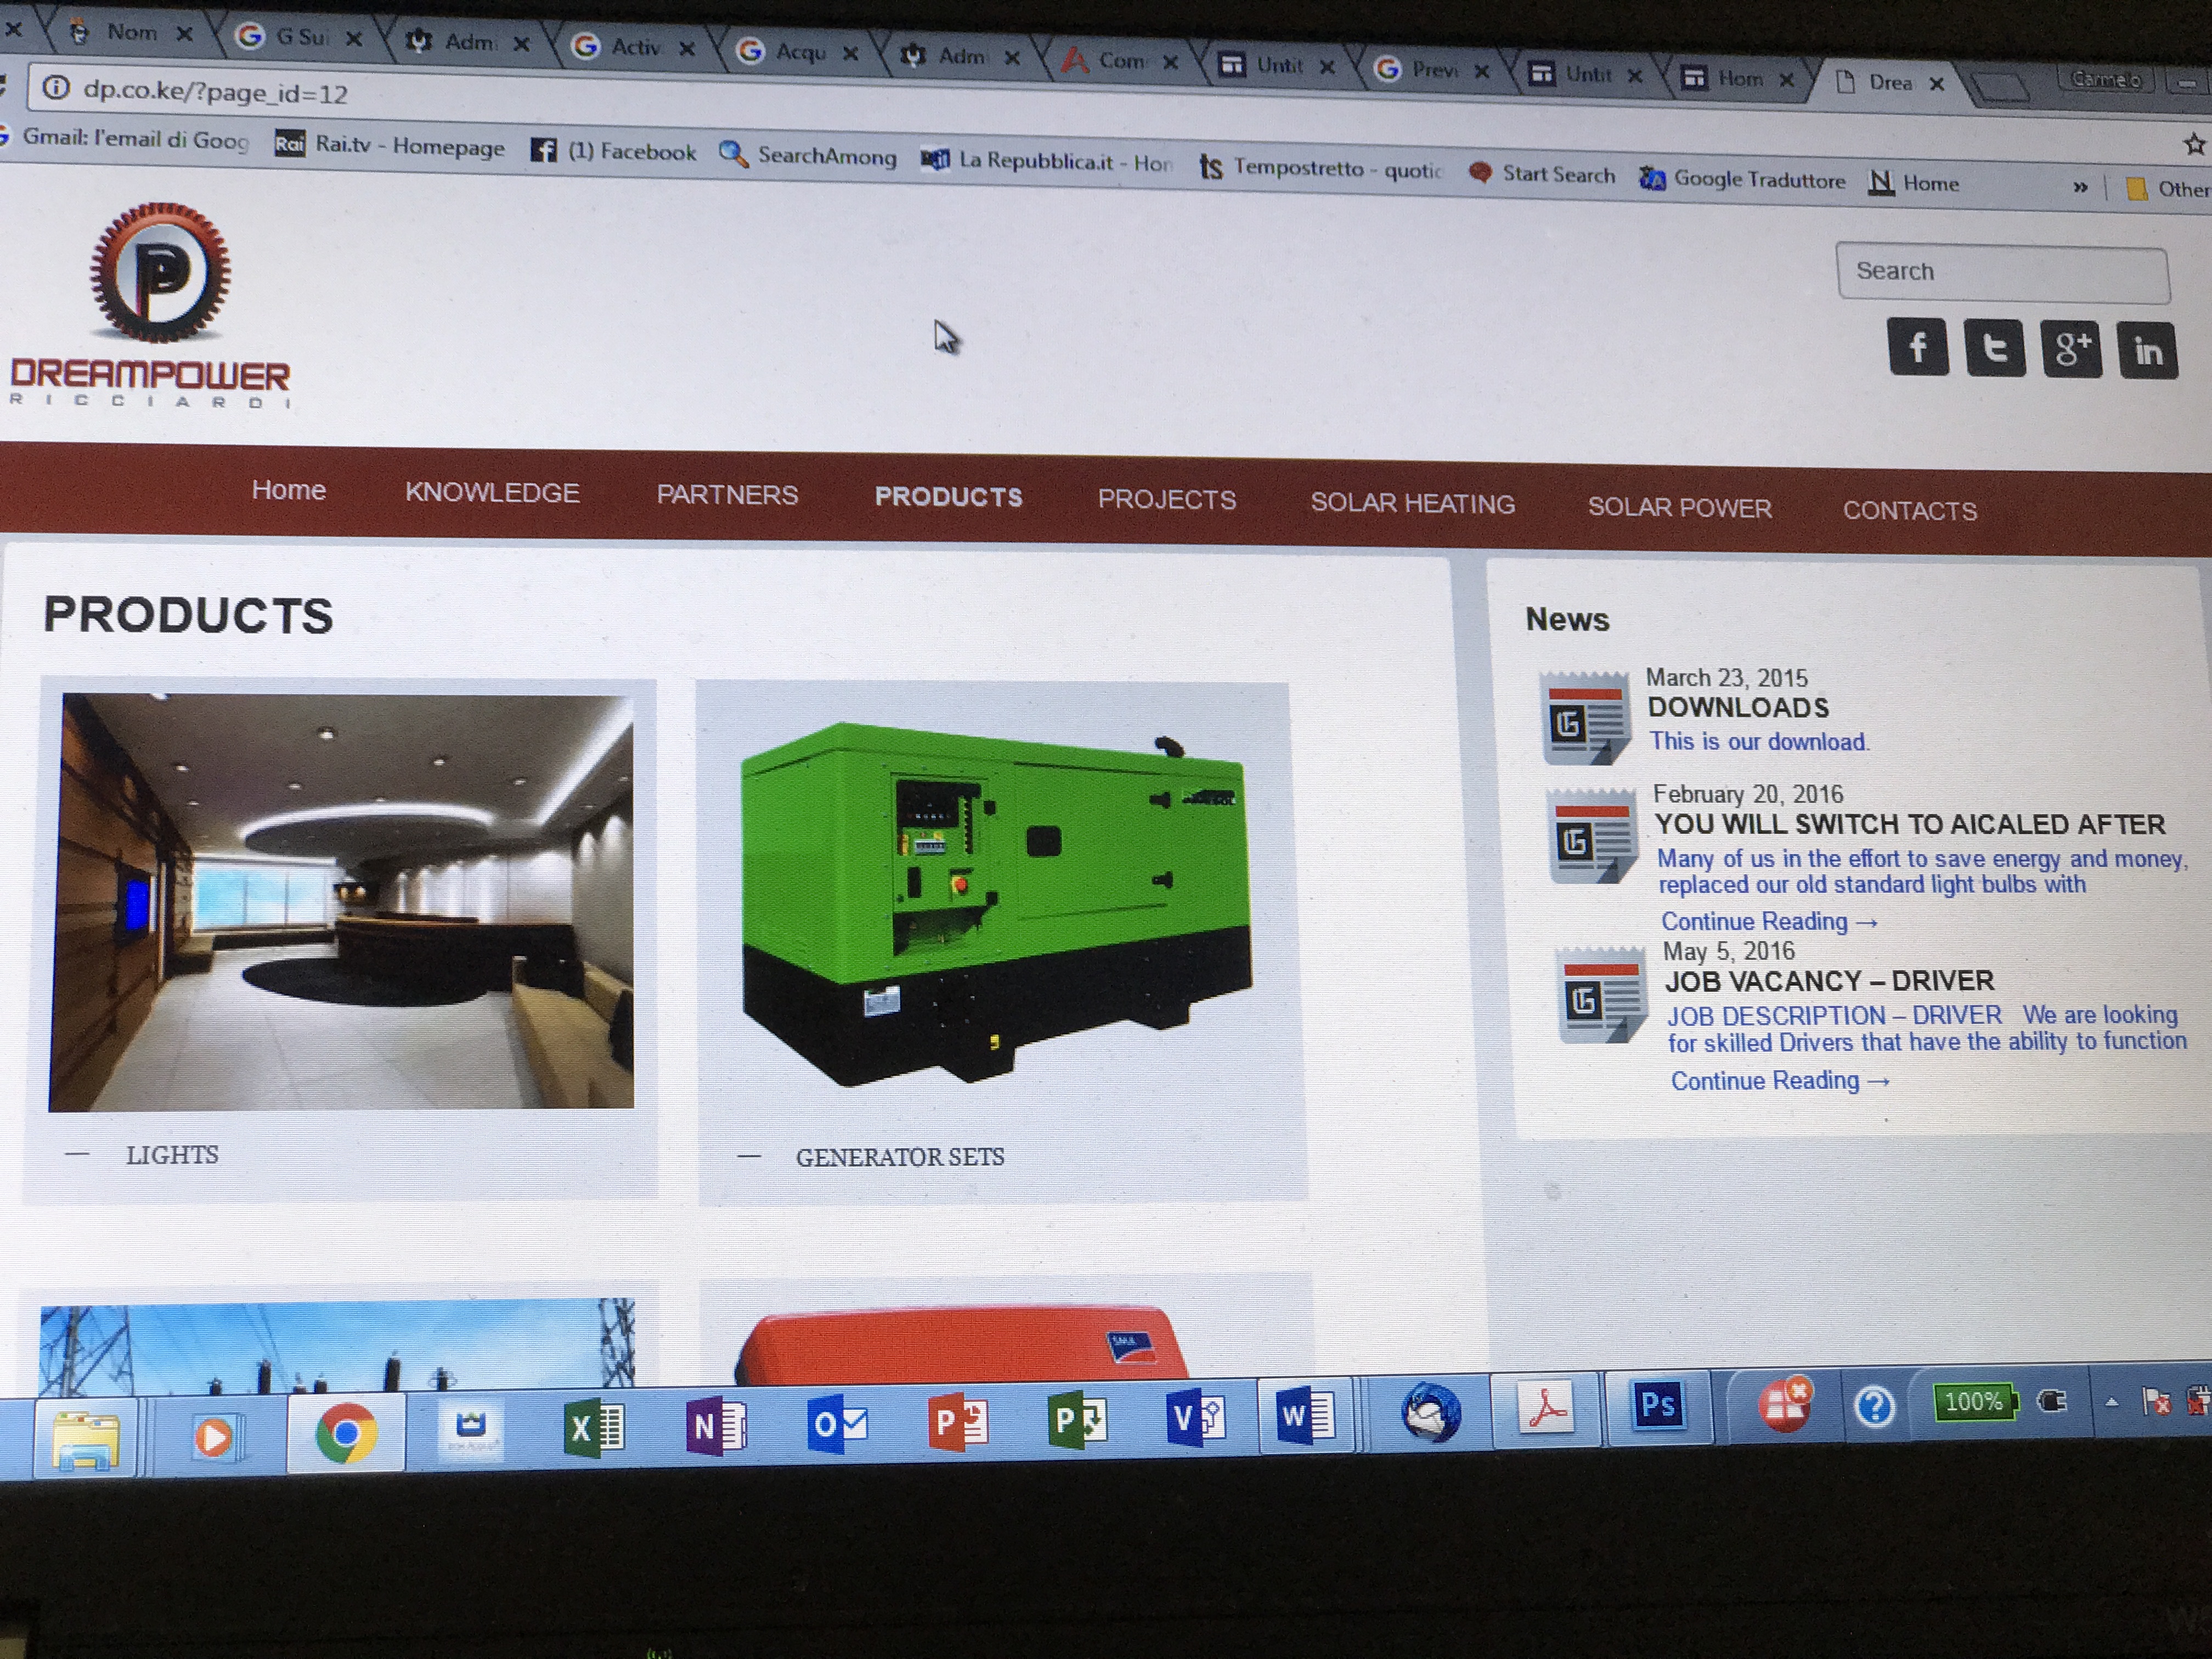 Nom
G Sui
Adm
Activ
Acqu
Adm
Com
Untit
Previ
Untit
Hom
Drea
Carmelo
dp.co.ke/?page_id=12
Gmail: l'email di Goog
Rai Rai.tv - Homepage
(1) Facebook
SearchAmong
La Repubblica.it - Hon
ts Tempostretto - quotic
Start Search
Google Traduttore
N Home
»
Other
DREAMPOWER
RICCIARDI
Search
f t g+ in
Home KNOWLEDGE PARTNERS PRODUCTS PROJECTS SOLAR HEATING SOLAR POWER CONTACTS
PRODUCTS
LIGHTS
GENERATOR SETS
SMA
News
March 23, 2015
DOWNLOADS
This is our download.
February 20, 2016
YOU WILL SWITCH TO AICALED AFTER
Many of us in the effort to save energy and money,
replaced our old standard light bulbs with
Continue Reading →
May 5, 2016
JOB VACANCY – DRIVER
JOB DESCRIPTION – DRIVER We are looking
for skilled Drivers that have the ability to function
Continue Reading →
X N O P P V W Ps ? 100%